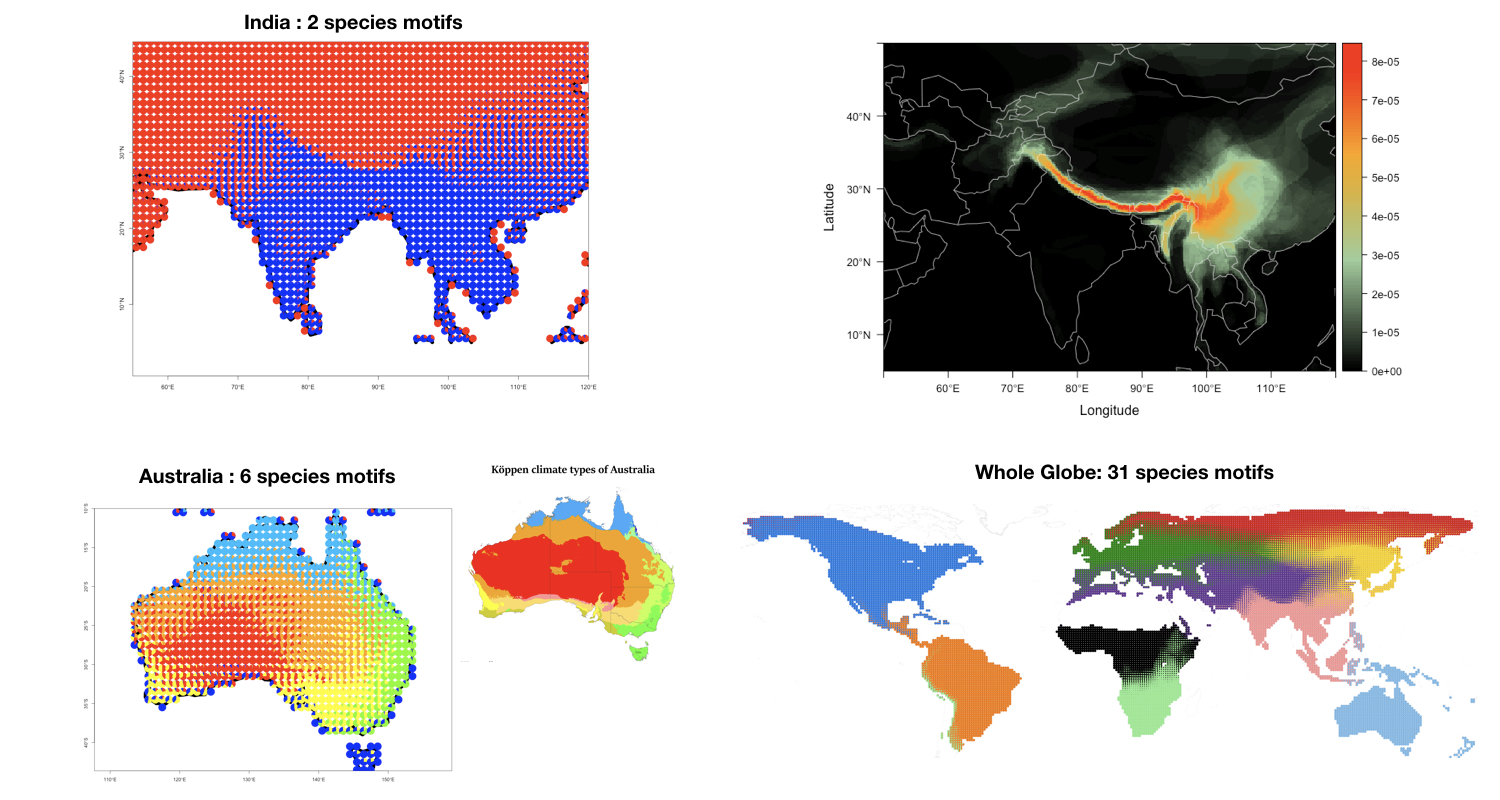 India : 2 species motifs
40°N
30°N
20°N
10°N
60°E
70°E
80°E
90°E
100°E
110°E
120°E
Latitude
40°N
30°N
20°N
10°N
60°E
70°E
80°E
90°E
100°E
110°E
Longitude
8e-05
7e-05
6e-05
5e-05
4e-05
3e-05
2e-05
1e-05
0e+00
Australia : 6 species motifs
10°S
15°S
20°S
25°S
30°S
35°S
40°S
110°E
120°E
130°E
140°E
150°E
Köppen climate types of Australia
Whole Globe: 31 species motifs